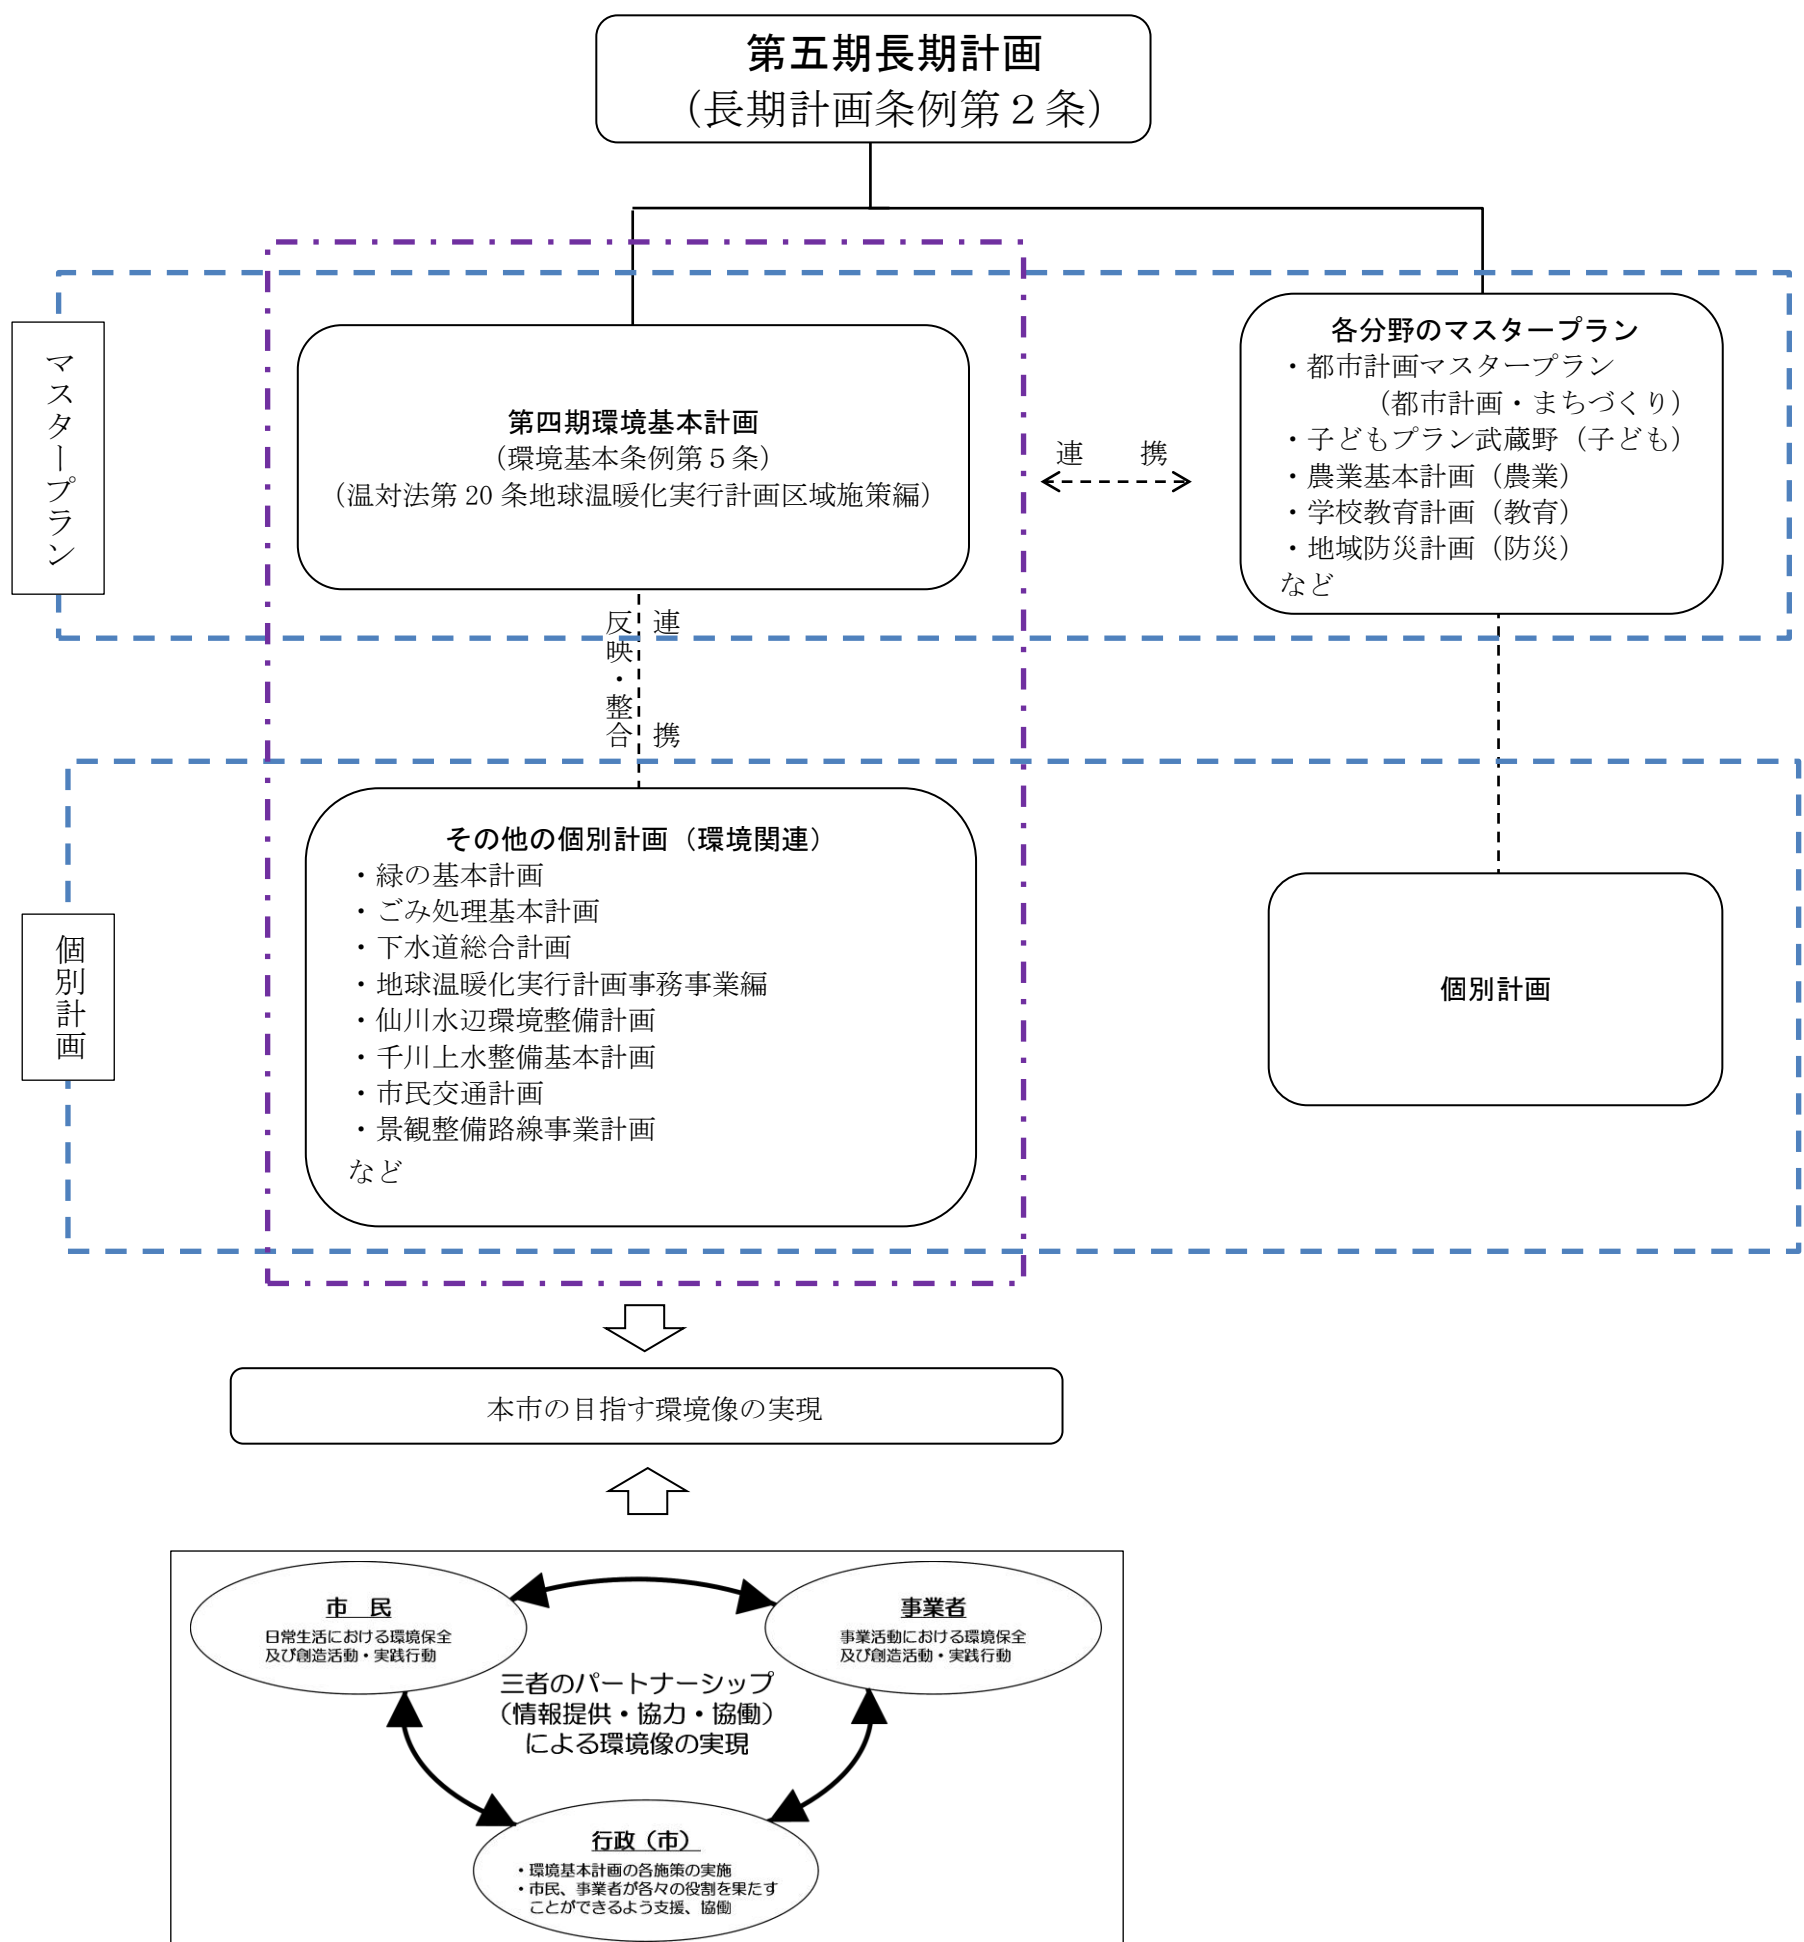 第五期長期計画
（長期計画条例第２条）
マスタープラン
第四期環境基本計画
（環境基本条例第５条）
（温対法第 20 条地球温暖化実行計画区域施策編）
連　携
各分野のマスタープラン
・都市計画マスタープラン
（都市計画・まちづくり）
・子どもプラン武蔵野（子ども）
・農業基本計画（農業）
・学校教育計画（教育）
・地域防災計画（防災）
など
反映・整合
連　携
個別計画
その他の個別計画（環境関連）
・緑の基本計画
・ごみ処理基本計画
・下水道総合計画
・地球温暖化実行計画事務事業編
・仙川水辺環境整備計画
・千川上水整備基本計画
・市民交通計画
・景観整備路線事業計画
など
個別計画
本市の目指す環境像の実現
市　民
日常生活における環境保全
及び創造活動・実践行動
事業者
事業活動における環境保全
及び創造活動・実践行動
三者のパートナーシップ
（情報提供・協力・協働）
による環境像の実現
行政（市）
・環境基本計画の各施策の実施
・市民、事業者が各々の役割を果たす
ことができるよう支援、協働